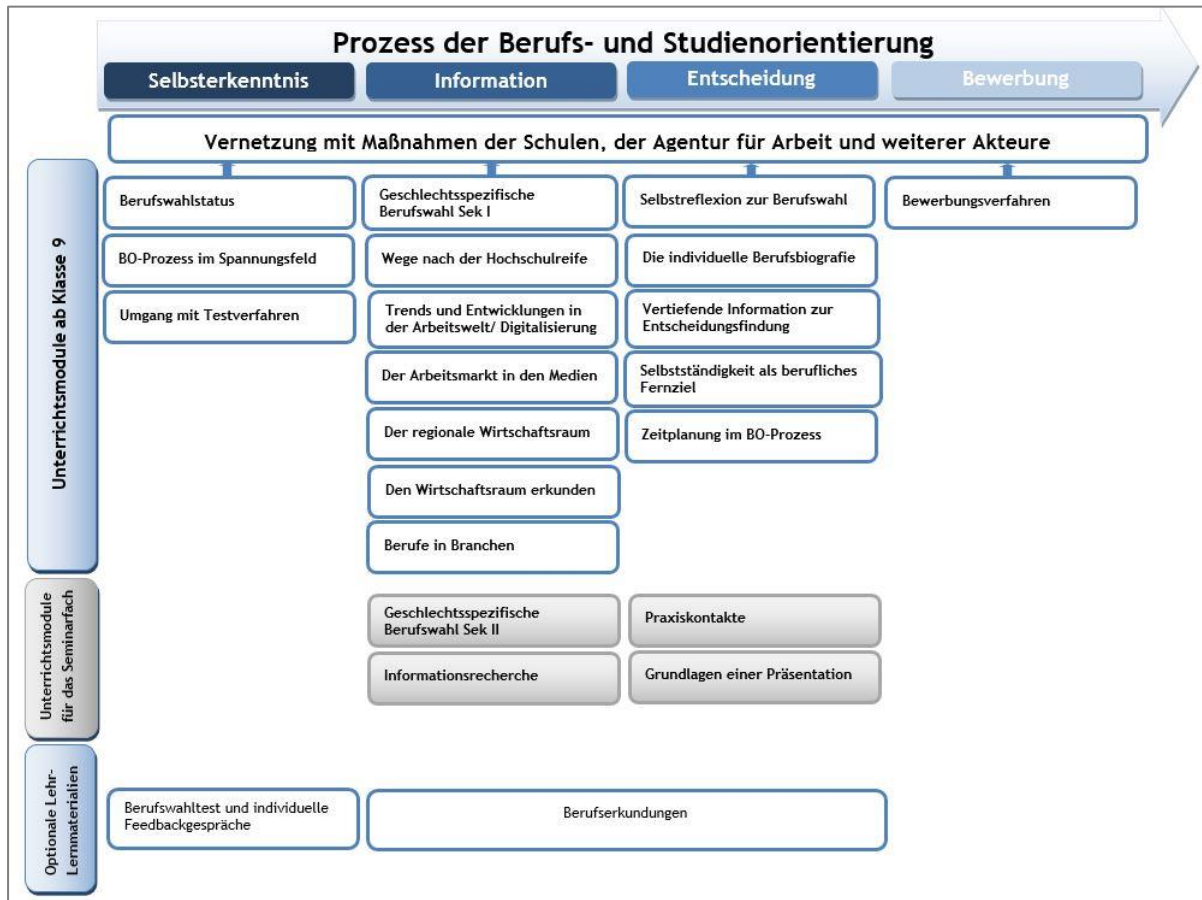 Prozess der Berufs- und Studienorientierung
Selbsterkenntnis
Information
Entscheidung
Bewerbung
Vernetzung mit Maßnahmen der Schulen, der Agentur für Arbeit und weiterer Akteure
Unterrichtsmodule ab Klasse 9
Berufswahlstatus
BO-Prozess im Spannungsfeld
Umgang mit Testverfahren
Geschlechtsspezifische
Berufswahl Sek I
Wege nach der Hochschulreife
Trends und Entwicklungen in
der Arbeitswelt/ Digitalisierung
Der Arbeitsmarkt in den Medien
Der regionale Wirtschaftsraum
Den Wirtschaftsraum erkunden
Berufe in Branchen
Selbstreflexion zur Berufswahl
Die individuelle Berufsbiografie
Vertiefende Information zur
Entscheidungsfindung
Selbstständigkeit als berufliches
Fernziel
Zeitplanung im BO-Prozess
Bewerbungsverfahren
Unterrichtsmodule
für das Seminarfach
Geschlechtsspezifische
Berufswahl Sek II
Informationsrecherche
Praxiskontakte
Grundlagen einer Präsentation
Optionale Lehr-
Lernmaterialien
Berufswahltest und individuelle
Feedbackgespräche
Berufserkundungen